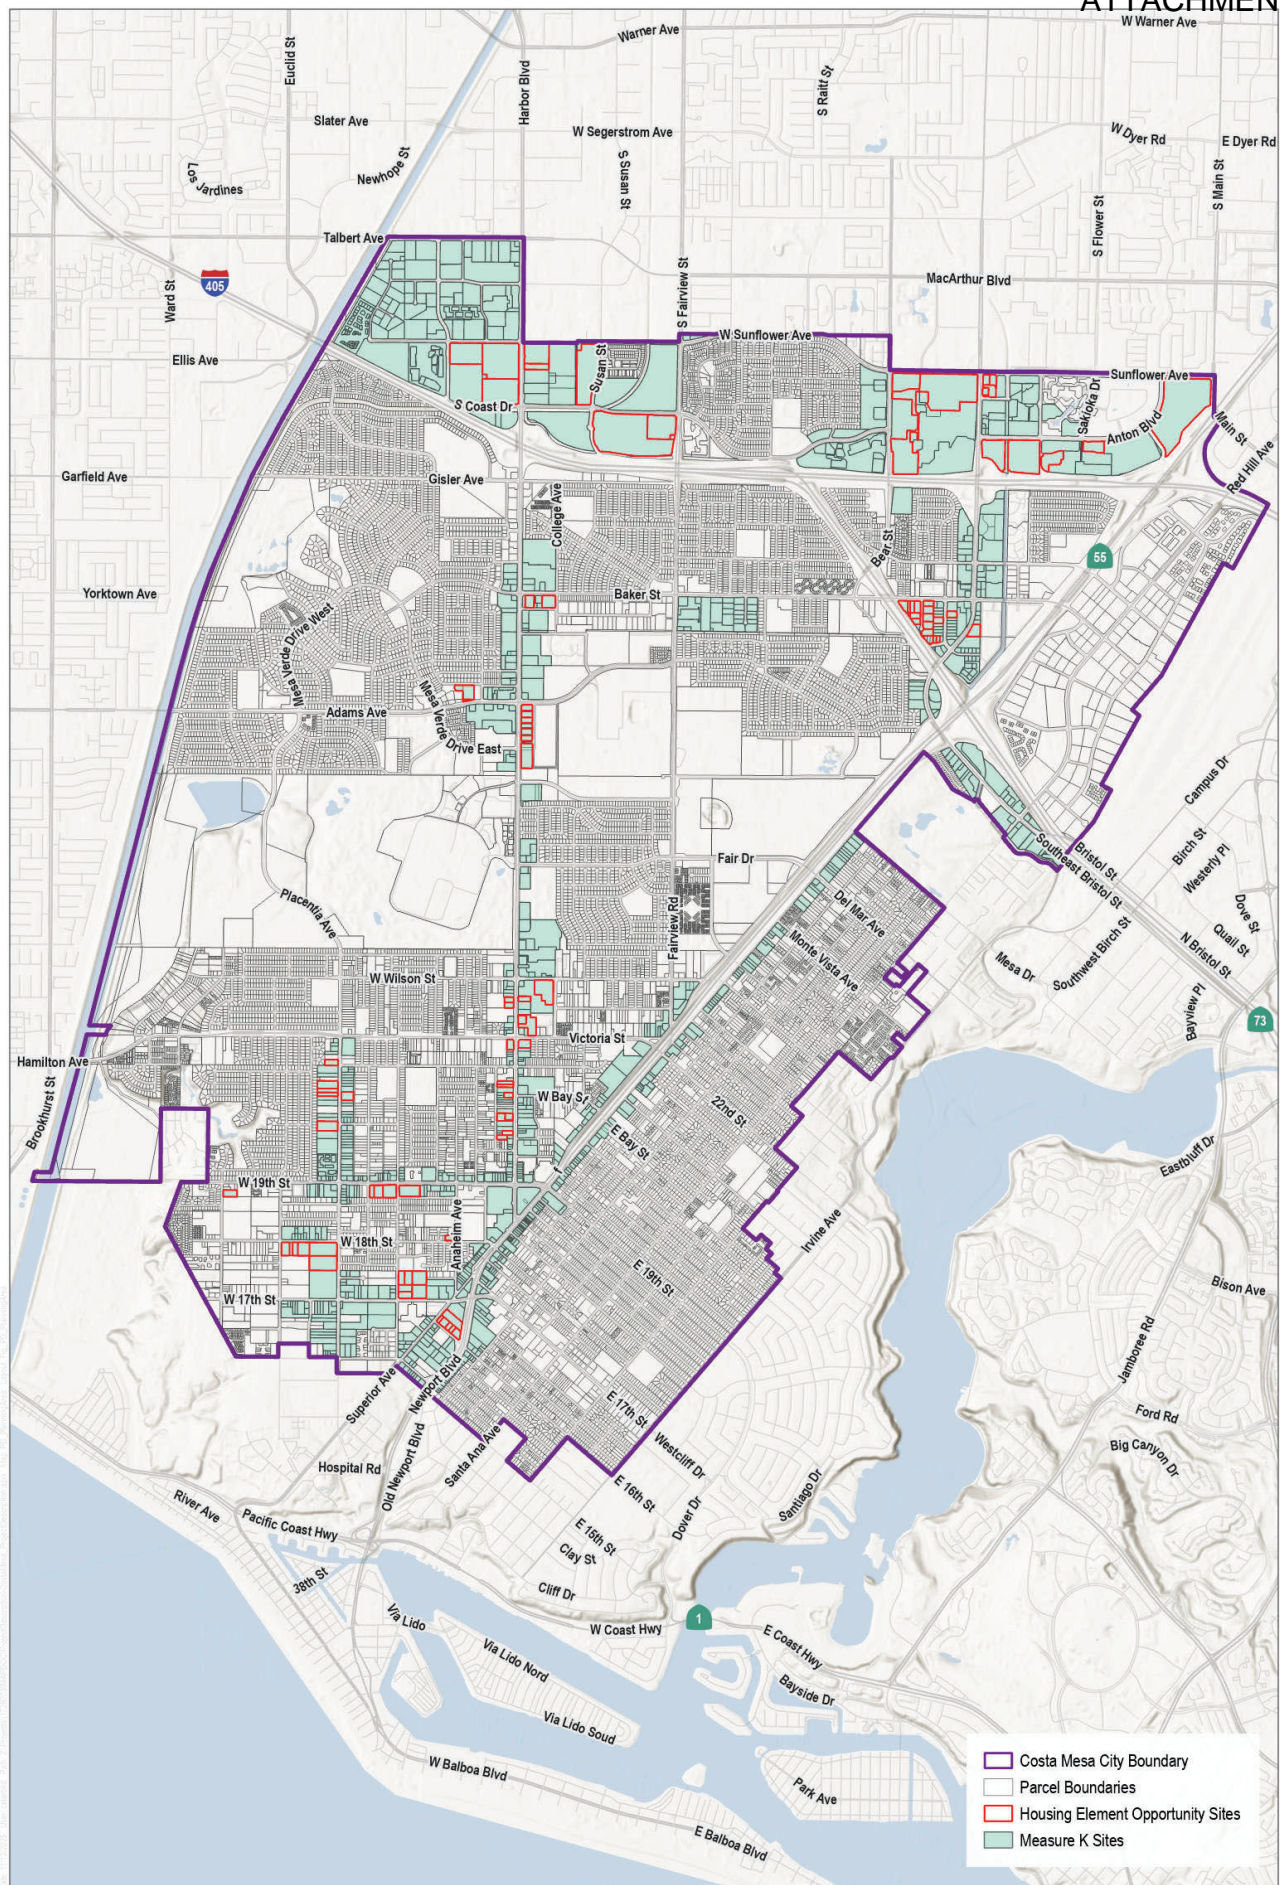 ATTACHMEN
W Warner Ave
Warner Ave
Euclid St
Harbor Blvd
S Raitt St
Slater Ave
W Segerstrom Ave
W Dyer Rd
E Dyer Rd
Los Jardines
Newhope St
S Susan St
S Main St
S Flower St
Talbert Ave
S Fairview St
MacArthur Blvd
405
Ward St
W Sunflower Ave
Ellis Ave
Susan St
Sunflower Ave
Sakioka Dr
S Coast Dr
Anton Blvd
Main St
Red Hill Ave
Garfield Ave
Gisler Ave
College Ave
Bear St
55
Yorktown Ave
Baker St
Mesa Verde Drive West
Mesa Verde Drive East
Adams Ave
Campus Dr
Birch St
Westerly Pl
Bristol St
Southeast Bristol St
Fair Dr
Dove St
Quail St
N Bristol St
Placentia Ave
Fairview Rd
Del Mar Ave
Monte Vista Ave
Southwest Birch St
Mesa Dr
W Wilson St
Bayview Pl
73
Victoria St
Hamilton Ave
Brookhurst St
W Bay St
22nd St
E Bay St
Eastbluff Dr
W 19th St
Anaheim Ave
Irvine Ave
W 18th St
E 19th St
Bison Ave
W 17th St
Jamboree Rd
Newport Blvd
Superior Ave
E 17th St
Ford Rd
Westcliff Dr
Big Canyon Dr
Santa Ana Ave
Old Newport Blvd
Hospital Rd
E 16th St
Santiago Dr
River Ave
Pacific Coast Hwy
Dover Dr
E 15th St
Clay St
38th St
Cliff Dr
Via Lido
W Coast Hwy
1
E Coast Hwy
Via Lido Nord
Bayside Dr
Via Lido Soud
W Balboa Blvd
Park Ave
E Balboa Blvd
Costa Mesa City Boundary
Parcel Boundaries
Housing Element Opportunity Sites
Measure K Sites